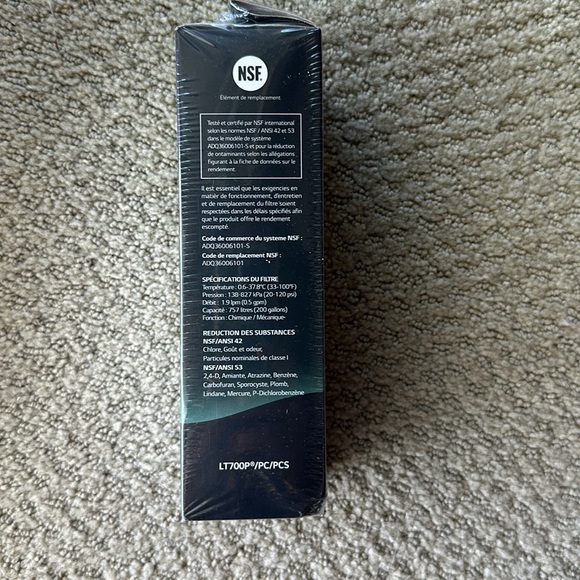 NSF
Élément de remplacement
Testé et certifié par NSF international
selon les normes NSF / ANSI 42 et 53
dans le modèle de système
ADQ36006101-S et pour la réduction
de ontaminants selon les allégations
figurant à la fiche de données sur le
rendement.
Il est essentiel que les exigencies en
matière de fonctionnement, d'entretien
et de remplacement du filtre soient
respectées dans les délais spécifiés afin
que le produit offre le rendement
escompté.
Code de commerce du systeme NSF :
ADQ36006101-S
Code de remplacement NSF :
ADQ36006101
SPÉCIFICATIONS DU FILTRE
Température : 0.6-37.8°C (33-100°F)
Pression : 138-827 kPa (20-120 psi)
Débit : 1.9 lpm (0.5 gpm)
Capacité : 757 litres (200 gallons)
Fonction : Chimique / Mécanique
REDUCTION DES SUBSTANCES
NSF/ANSI 42
Chlore, Goût et odeur,
Particules nominales de classe I
NSF/ANSI 53
2,4-D, Amiante, Atrazine, Benzène,
Carbofuran, Sporocyste, Plomb,
Lindane, Mercure, P-Dichlorobenzène
LT700P®/PC/PCS